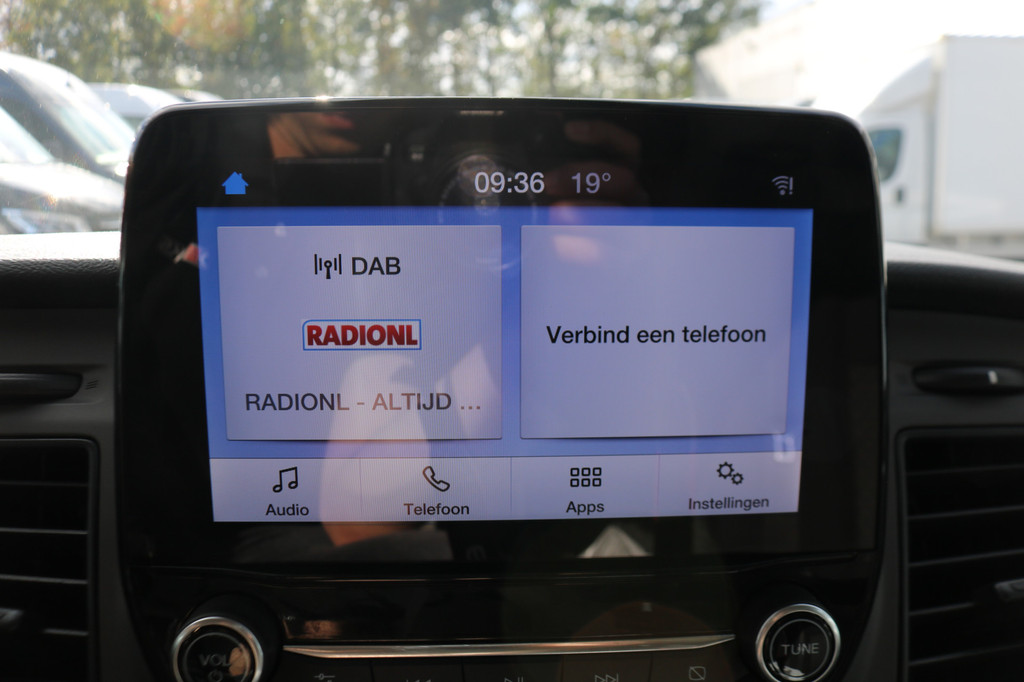 09:36 19°
DAB
RADIONL
RADIONL - ALTIJD ...
Verbind een telefoon
Audio
Telefoon
Apps
Instellingen
VOL
TUNE